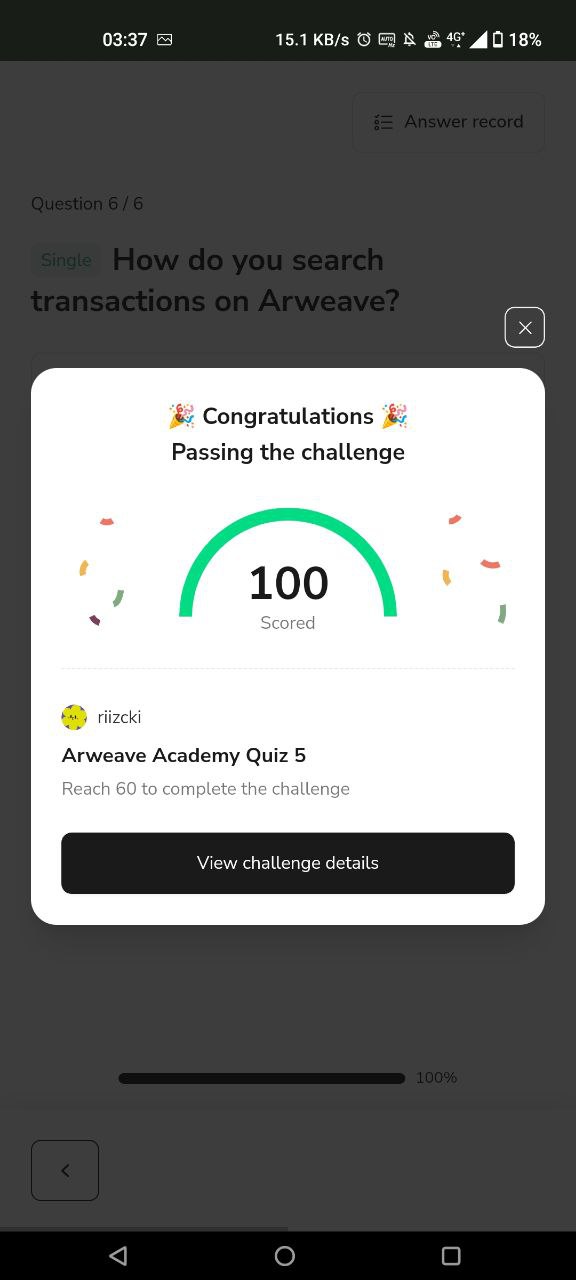 03:37 15.1 KB/s 4G+ 18%
Answer record
Question 6 / 6
Single How do you search
transactions on Arweave?
🎉 Congratulations 🎉
Passing the challenge
100
Scored
riizcki
Arweave Academy Quiz 5
Reach 60 to complete the challenge
View challenge details
100%